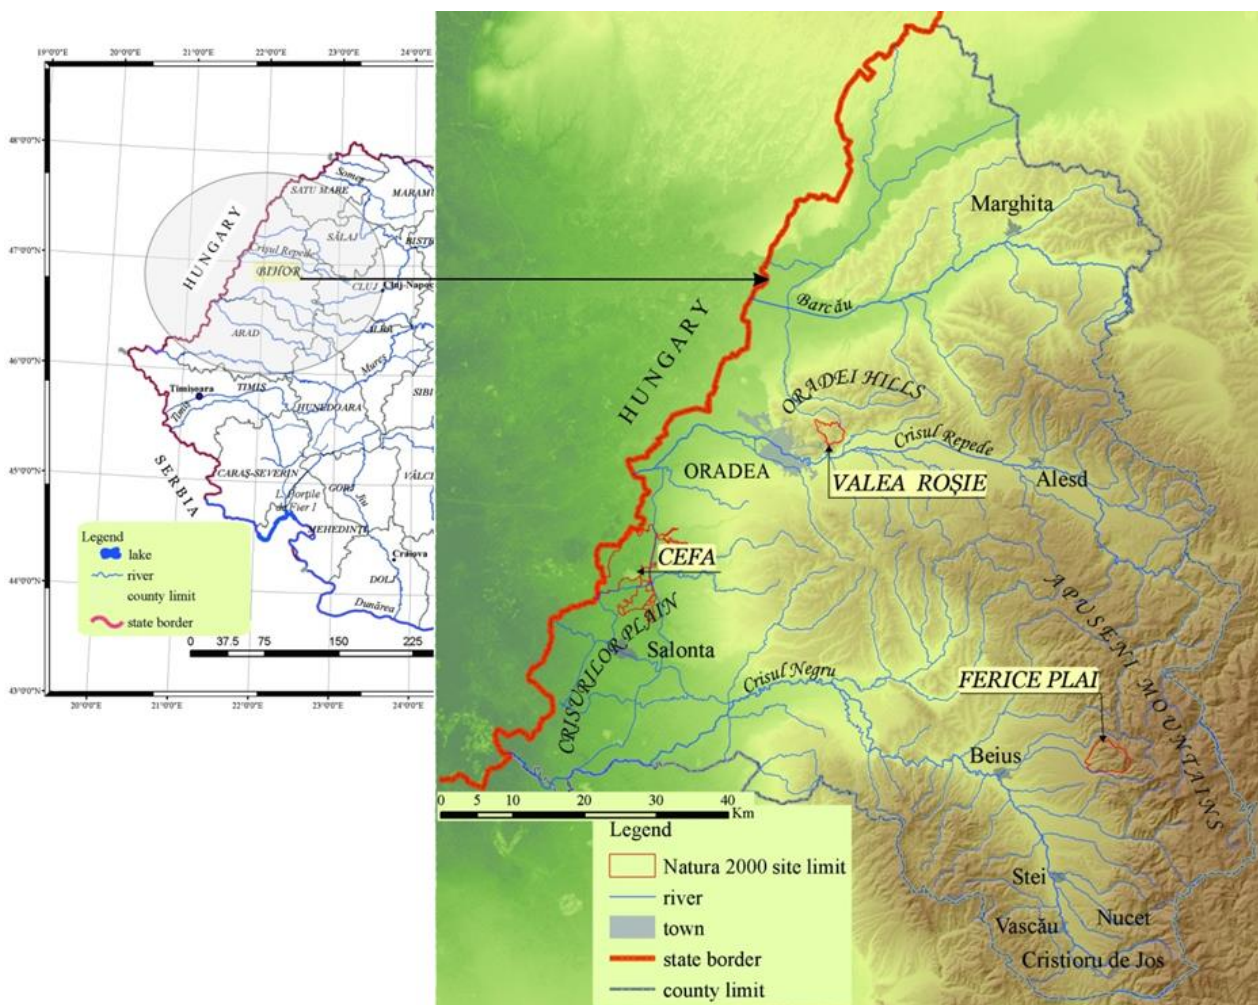 19°0'0"E
20°0'0"E
21°0'0"E
22°0'0"E
23°0'0"E
24°0'0"E
48°0'0"N
47°0'0"N
46°0'0"N
45°0'0"N
44°0'0"N
43°0'0"N
20°0'0"E
21°0'0"E
22°0'0"E
23°0'0"E
24°0'0"E
HUNGARY
SERBIA
Someș
SATU MARE
MARAMU
SĂLAJ
BISTR
Crișul Repede
BIHOR
CLUJ
Cluj-Napoc
ARAD
ALBA
Mureș
Timișoara
TIMIȘ
Timiș
SIBI
HUNEDOARA
CARAȘ-SEVERIN
GORJ
VÂLCI
Jiu
L. Porțile
de Fier I
MEHEDINȚI
Craiova
DOLJ
Dunărea
Legend
lake
river
county limit
state border
0 37.5 75 150 225
HUNGARY
Marghita
Barcău
ORADEI HILLS
Crisul Repede
ORADEA
VALEA ROȘIE
Alesd
CEFA
CRISURILOR PLAIN
Salonta
APUSENI MOUNTAINS
Crisul Negru
FERICE PLAI
Beius
Stei
Vascău
Nucet
Cristioru de Jos
0 5 10 20 30 40
Km
Legend
Natura 2000 site limit
river
town
state border
county limit